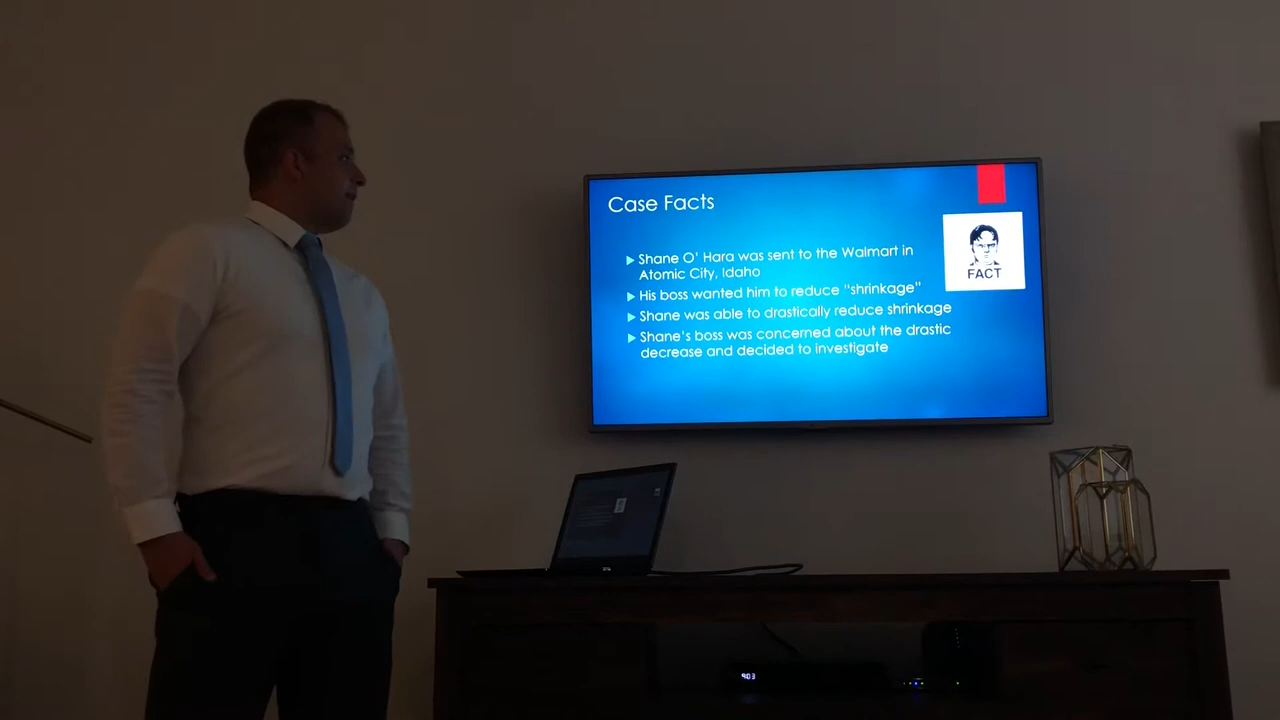 Case Facts
Shane O' Hara was sent to the Walmart in
Atomic City, Idaho
His boss wanted him to reduce “shrinkage”
Shane was able to drastically reduce shrinkage
Shane's boss was concerned about the drastic
decrease and decided to investigate
FACT
9:03